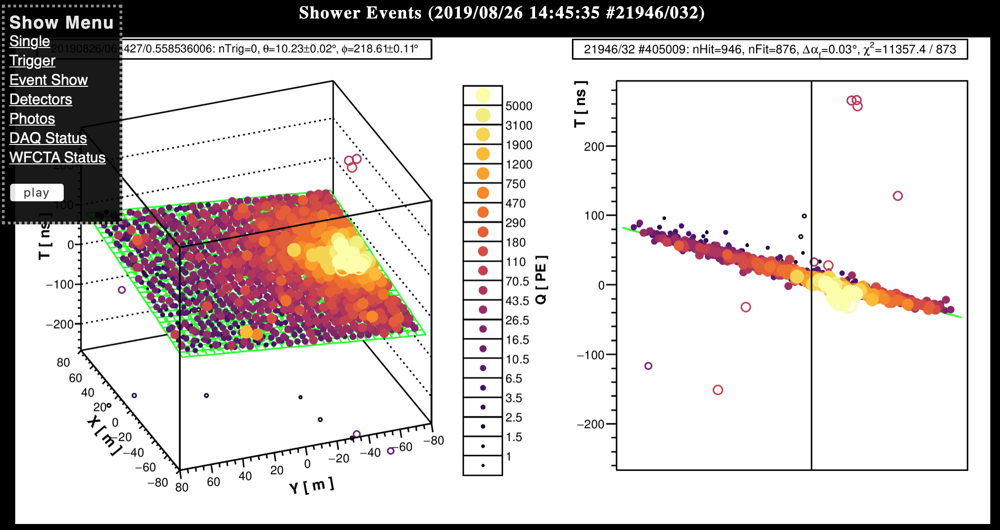 Shower Events (2019/08/26 14:45:35 #21946/032)
Show Menu
Single
Trigger
Event Show
Detectors
Photos
DAQ Status
WFCTA Status
play
20190826/064427/0.558536006: nTrig=0, θ=10.23±0.02°, ϕ=218.61±0.11°
T [ ns ]
200
100
0
−100
−200
80
60
40
20
0
−20
−40
−60
−80
X [ m ]
80
60
40
20
0
−20
−40
−60
−80
Y [ m ]
5000
3100
1900
1200
750
470
290
180
110
70.5
43.5
26.5
16.5
10.5
6.5
3.5
2.5
1.5
1
Q [ PE ]
21946/32 #405009: nHit=946, nFit=876, Δα_f=0.03°, χ²=11357.4 / 873
T [ ns ]
200
100
0
−100
−200